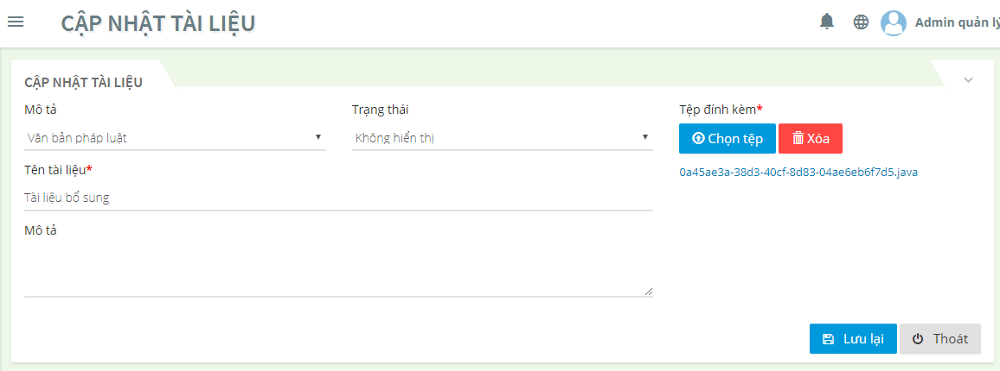 CẬP NHẬT TÀI LIỆU
Admin quản lý
CẬP NHẬT TÀI LIỆU
Mô tả
Trạng thái
Tệp đính kèm*
Văn bản pháp luật
Không hiển thị
Chọn tệp
Xóa
Tên tài liệu*
0a45ae3a-38d3-40cf-8d83-04ae6eb6f7d5.java
Tài liệu bổ sung
Mô tả
Lưu lại
Thoát